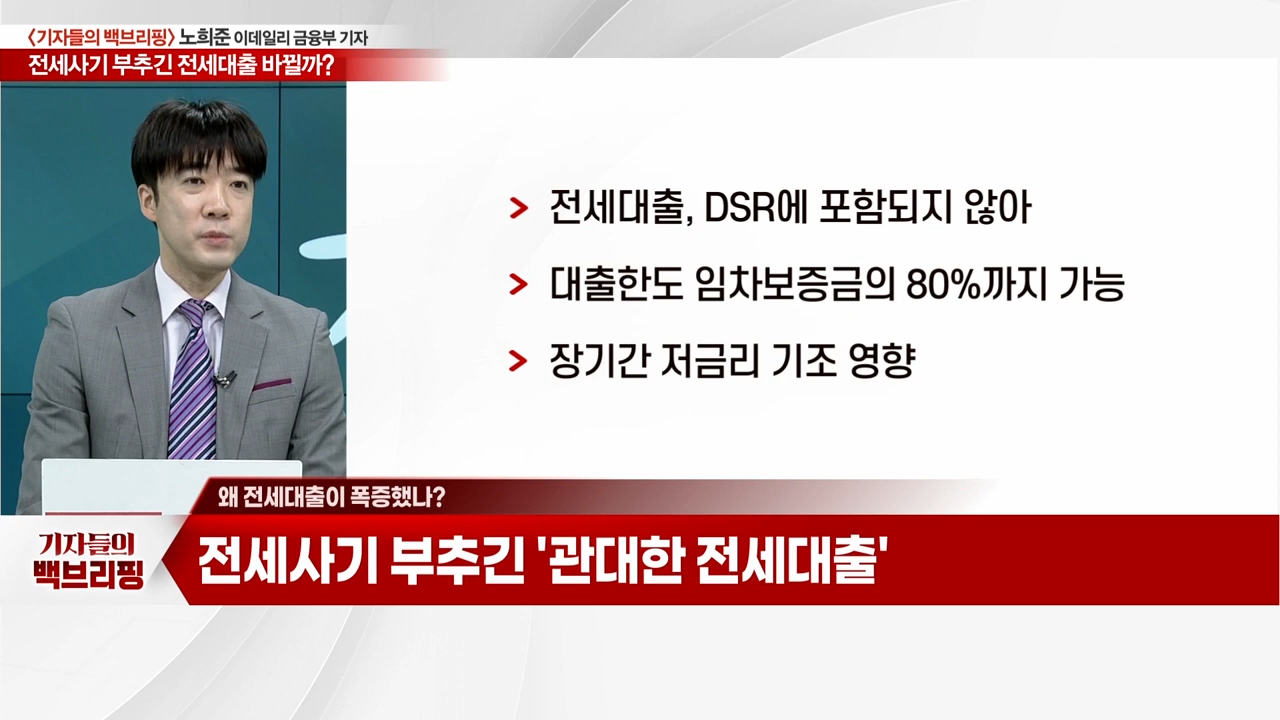 <기자들의 백브리핑> 노희준 이데일리 금융부 기자
전세사기 부추긴 전세대출 바뀔까?
> 전세대출, DSR에 포함되지 않아
> 대출한도 임차보증금의 80%까지 가능
> 장기간 저금리 기조 영향
왜 전세대출이 폭증했나?
기자들의
백브리핑
전세사기 부추긴 '관대한 전세대출'